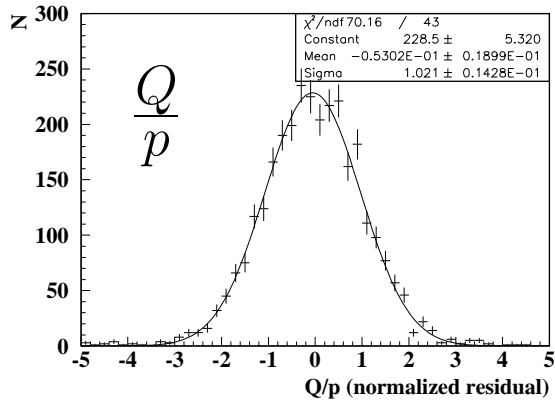 N
300
250
200
150
100
50
0
χ²/ndf 70.16 / 43
Constant 228.5 ± 5.320
Mean -0.5302E-01 ± 0.1899E-01
Sigma 1.021 ± 0.1428E-01
Q
p
-5 -4 -3 -2 -1 0 1 2 3 4 5
Q/p (normalized residual)